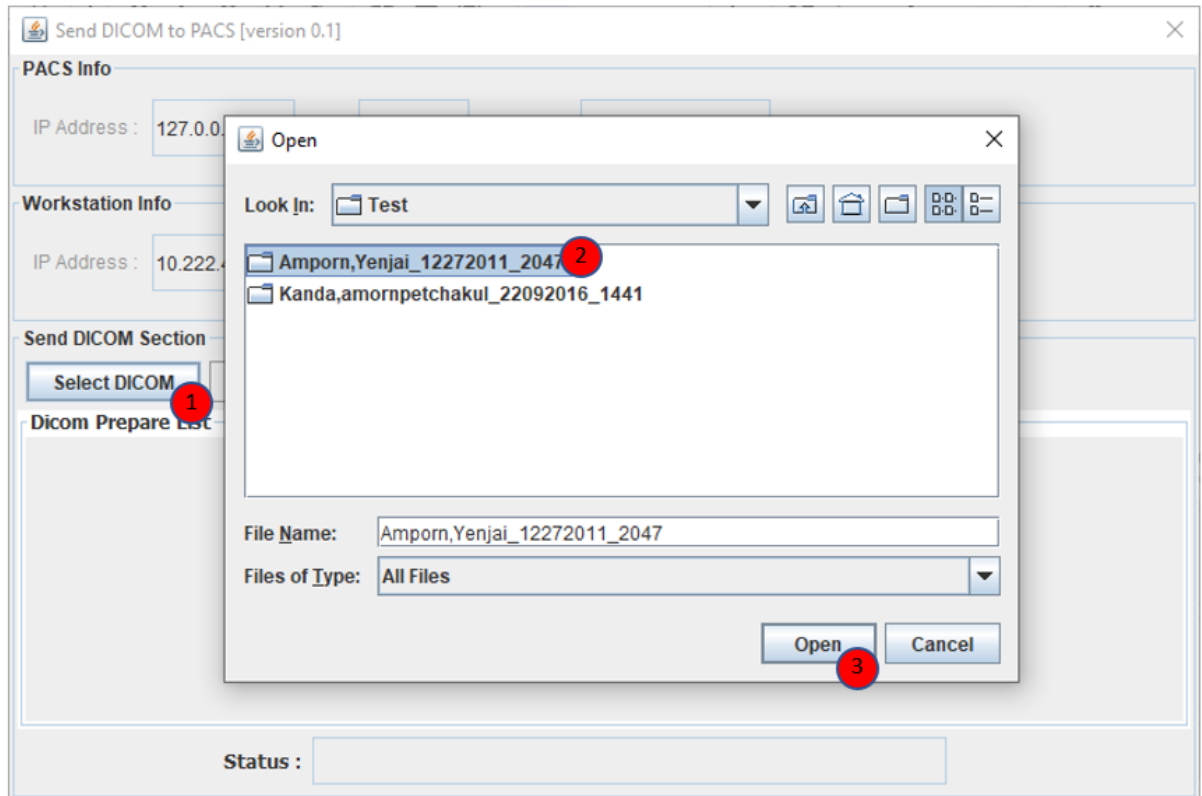 Send DICOM to PACS [version 0.1]
PACS Info
IP Address : 127.0.0.
Open
Look In: Test
Workstation Info
IP Address : 10.222.
Amporn,Yenjai_12272011_2047
2
Kanda,amornpetchakul_22092016_1441
Send DICOM Section
Select DICOM
1
Dicom Prepare List
File Name: Amporn,Yenjai_12272011_2047
Files of Type: All Files
Open Cancel
3
Status :